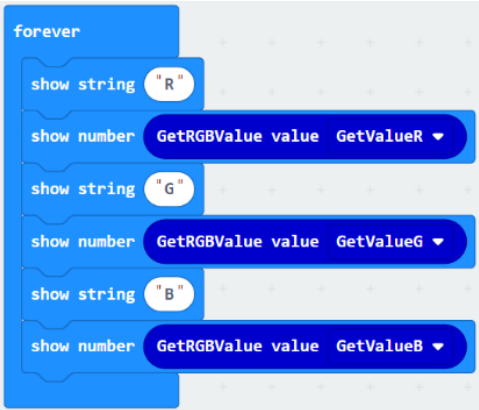 forever
show string "R"
show number GetRGBValue value GetValueR
show string "G"
show number GetRGBValue value GetValueG
show string "B"
show number GetRGBValue value GetValueB